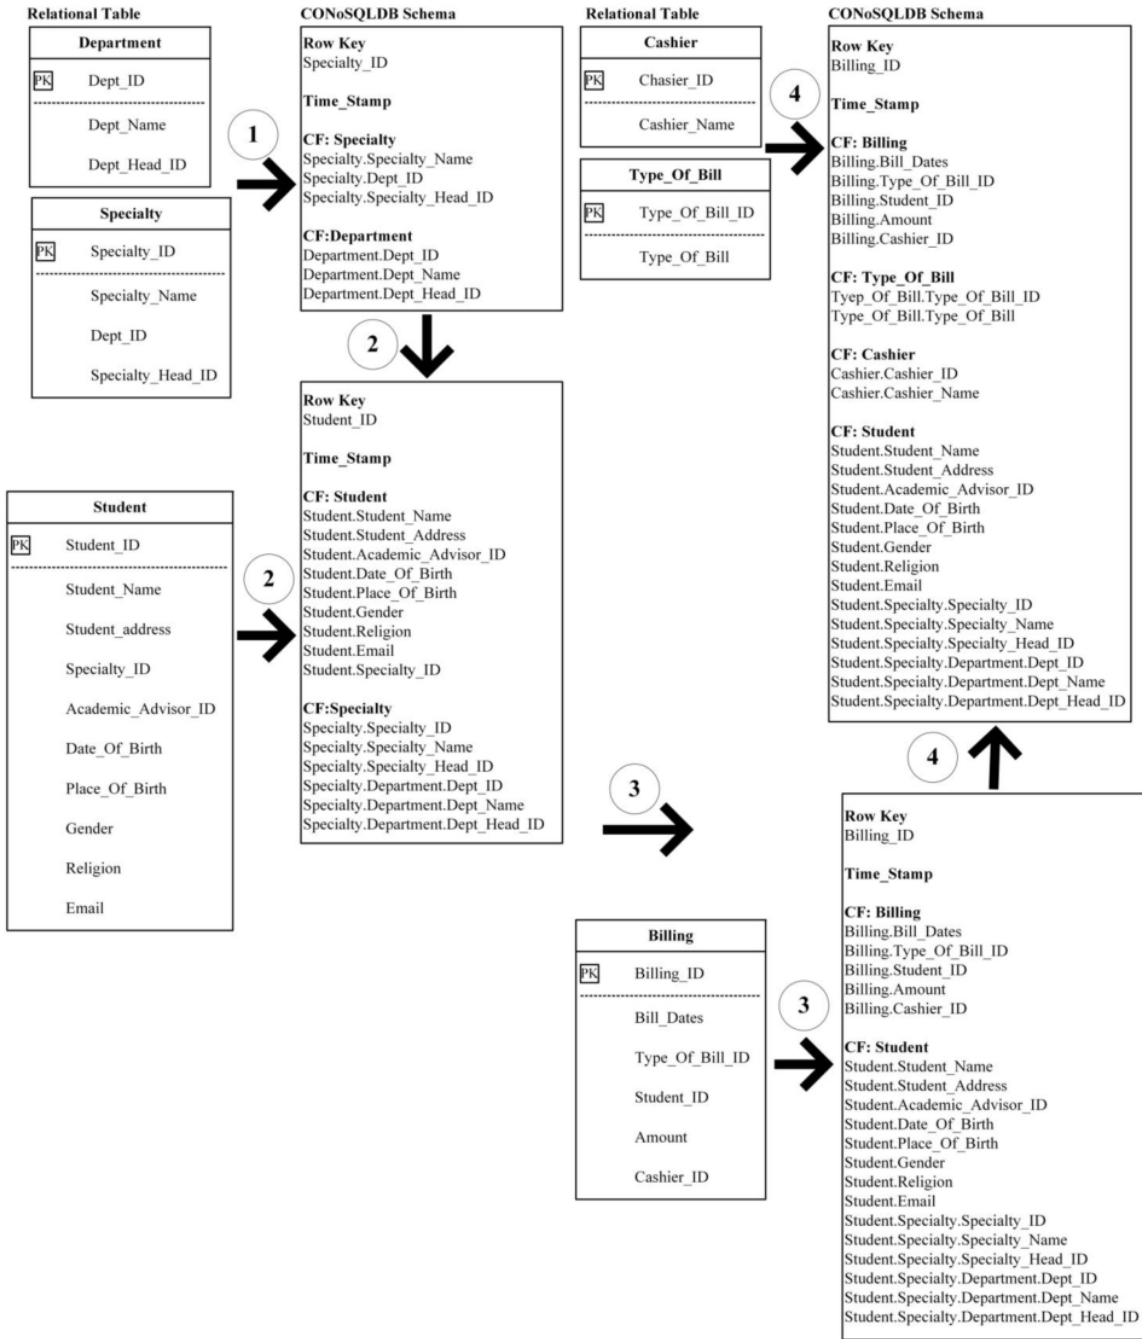 Relational Table
Department
PK Dept_ID
Dept_Name
Dept_Head_ID
Specialty
PK Specialty_ID
Specialty_Name
Dept_ID
Specialty_Head_ID
1
CONoSQLDB Schema
Row Key
Specialty_ID
Time_Stamp
CF: Specialty
Specialty.Specialty_Name
Specialty.Dept_ID
Specialty.Specialty_Head_ID
CF:Department
Department.Dept_ID
Department.Dept_Name
Department.Dept_Head_ID
2
Student
PK Student_ID
Student_Name
Student_address
Specialty_ID
Academic_Advisor_ID
Date_Of_Birth
Place_Of_Birth
Gender
Religion
Email
2
Row Key
Student_ID
Time_Stamp
CF: Student
Student.Student_Name
Student.Student_Address
Student.Academic_Advisor_ID
Student.Date_Of_Birth
Student.Place_Of_Birth
Student.Gender
Student.Religion
Student.Email
Student.Specialty_ID
CF:Specialty
Specialty.Specialty_ID
Specialty.Specialty_Name
Specialty.Specialty_Head_ID
Specialty.Department.Dept_ID
Specialty.Department.Dept_Name
Specialty.Department.Dept_Head_ID
3
Relational Table
Cashier
PK Chasier_ID
Cashier_Name
Type_Of_Bill
PK Type_Of_Bill_ID
Type_Of_Bill
4
CONoSQLDB Schema
Row Key
Billing_ID
Time_Stamp
CF: Billing
Billing.Bill_Dates
Billing.Type_Of_Bill_ID
Billing.Student_ID
Billing.Amount
Billing.Cashier_ID
CF: Type_Of_Bill
Tyep_Of_Bill.Type_Of_Bill_ID
Type_Of_Bill.Type_Of_Bill
CF: Cashier
Cashier.Cashier_ID
Cashier.Cashier_Name
CF: Student
Student.Student_Name
Student.Student_Address
Student.Academic_Advisor_ID
Student.Date_Of_Birth
Student.Place_Of_Birth
Student.Gender
Student.Religion
Student.Email
Student.Specialty.Specialty_ID
Student.Specialty.Specialty_Name
Student.Specialty.Specialty_Head_ID
Student.Specialty.Department.Dept_ID
Student.Specialty.Department.Dept_Name
Student.Specialty.Department.Dept_Head_ID
4
Billing
PK Billing_ID
Bill_Dates
Type_Of_Bill_ID
Student_ID
Amount
Cashier_ID
3
Row Key
Billing_ID
Time_Stamp
CF: Billing
Billing.Bill_Dates
Billing.Type_Of_Bill_ID
Billing.Student_ID
Billing.Amount
Billing.Cashier_ID
CF: Student
Student.Student_Name
Student.Student_Address
Student.Academic_Advisor_ID
Student.Date_Of_Birth
Student.Place_Of_Birth
Student.Gender
Student.Religion
Student.Email
Student.Specialty.Specialty_ID
Student.Specialty.Specialty_Name
Student.Specialty.Specialty_Head_ID
Student.Specialty.Department.Dept_ID
Student.Specialty.Department.Dept_Name
Student.Specialty.Department.Dept_Head_ID